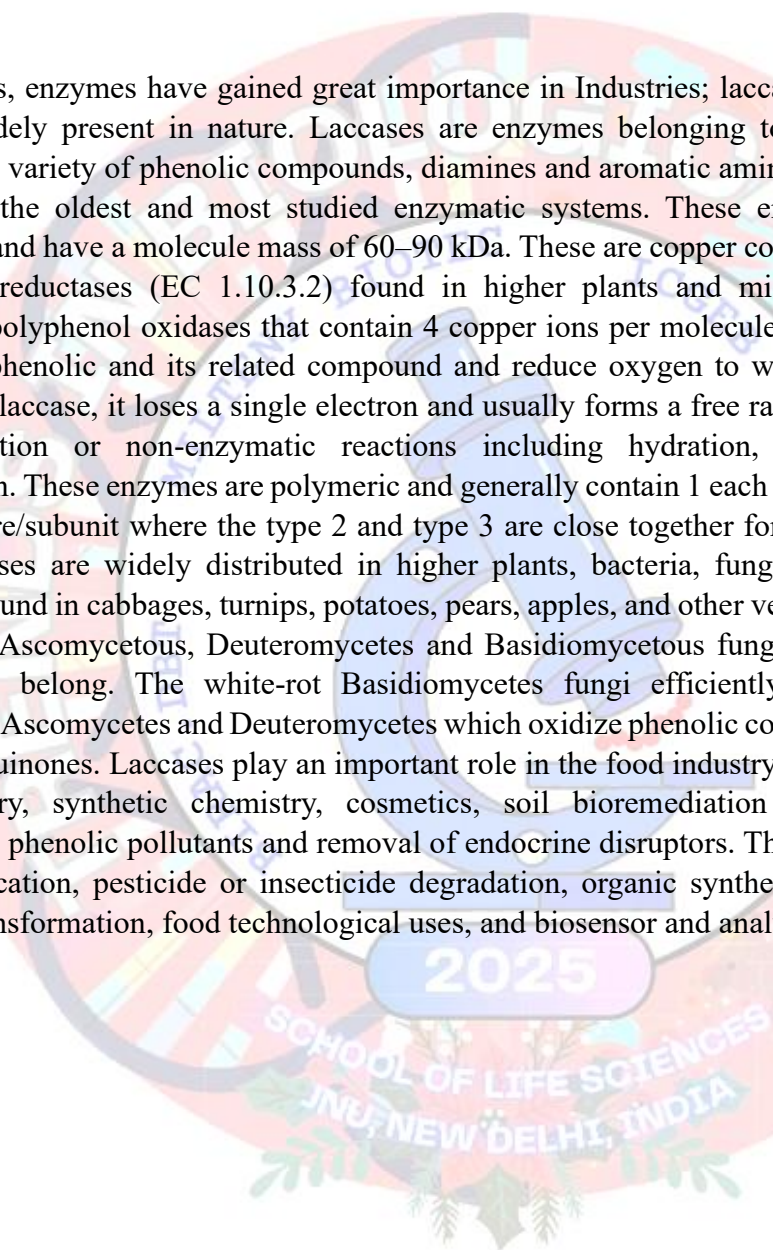 s, enzymes have gained great importance in Industries; lacca
dely present in nature. Laccases are enzymes belonging to
variety of phenolic compounds, diamines and aromatic amin
the oldest and most studied enzymatic systems. These e
and have a molecule mass of 60–90 kDa. These are copper co
reductases (EC 1.10.3.2) found in higher plants and mi
polyphenol oxidases that contain 4 copper ions per molecule
phenolic and its related compound and reduce oxygen to w
laccase, it loses a single electron and usually forms a free ra
tion or non-enzymatic reactions including hydration,
n. These enzymes are polymeric and generally contain 1 each
re/subunit where the type 2 and type 3 are close together for
ses are widely distributed in higher plants, bacteria, fung
und in cabbages, turnips, potatoes, pears, apples, and other ve
Ascomycetous, Deuteromycetes and Basidiomycetous fung
belong. The white-rot Basidiomycetes fungi efficiently
Ascomycetes and Deuteromycetes which oxidize phenolic co
uinones. Laccases play an important role in the food industry
ry, synthetic chemistry, cosmetics, soil bioremediation
phenolic pollutants and removal of endocrine disruptors. Th
cation, pesticide or insecticide degradation, organic synthe
nsformation, food technological uses, and biosensor and anal
2025
SCHOOL OF LIFE SCIENCES
JNU, NEW DELHI, INDIA